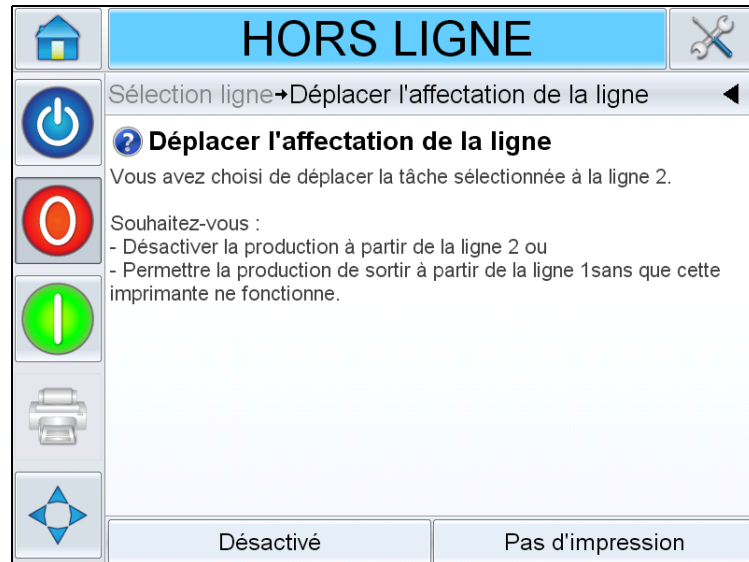 HORS LIGNE
Sélection ligne→Déplacer l'affectation de la ligne
Déplacer l'affectation de la ligne
Vous avez choisi de déplacer la tâche sélectionnée à la ligne 2.
Souhaitez-vous :
- Désactiver la production à partir de la ligne 2 ou
- Permettre la production de sortir à partir de la ligne 1sans que cette
imprimante ne fonctionne.
Désactivé
Pas d'impression